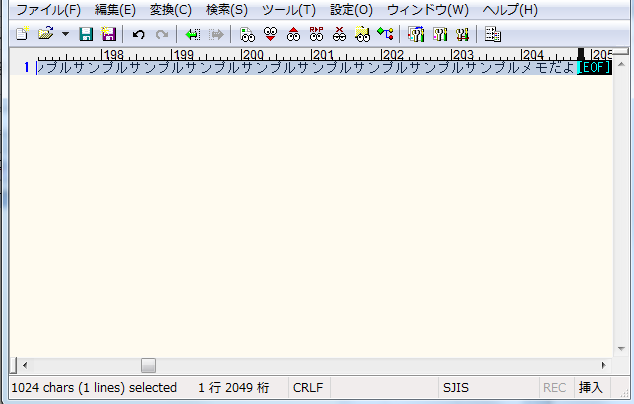 ファイル(F) 編集(E) 変換(C) 検索(S) ツール(T) 設定(O) ウィンドウ(W) ヘルプ(H)
198 199 200 201 202 203 204 205
1 ンプルサンプルサンプルサンプルサンプルサンプルサンプルサンプルサンプルメモだよ[EOF]
1024 chars (1 lines) selected 1 行 2049 桁 CRLF SJIS REC 挿入